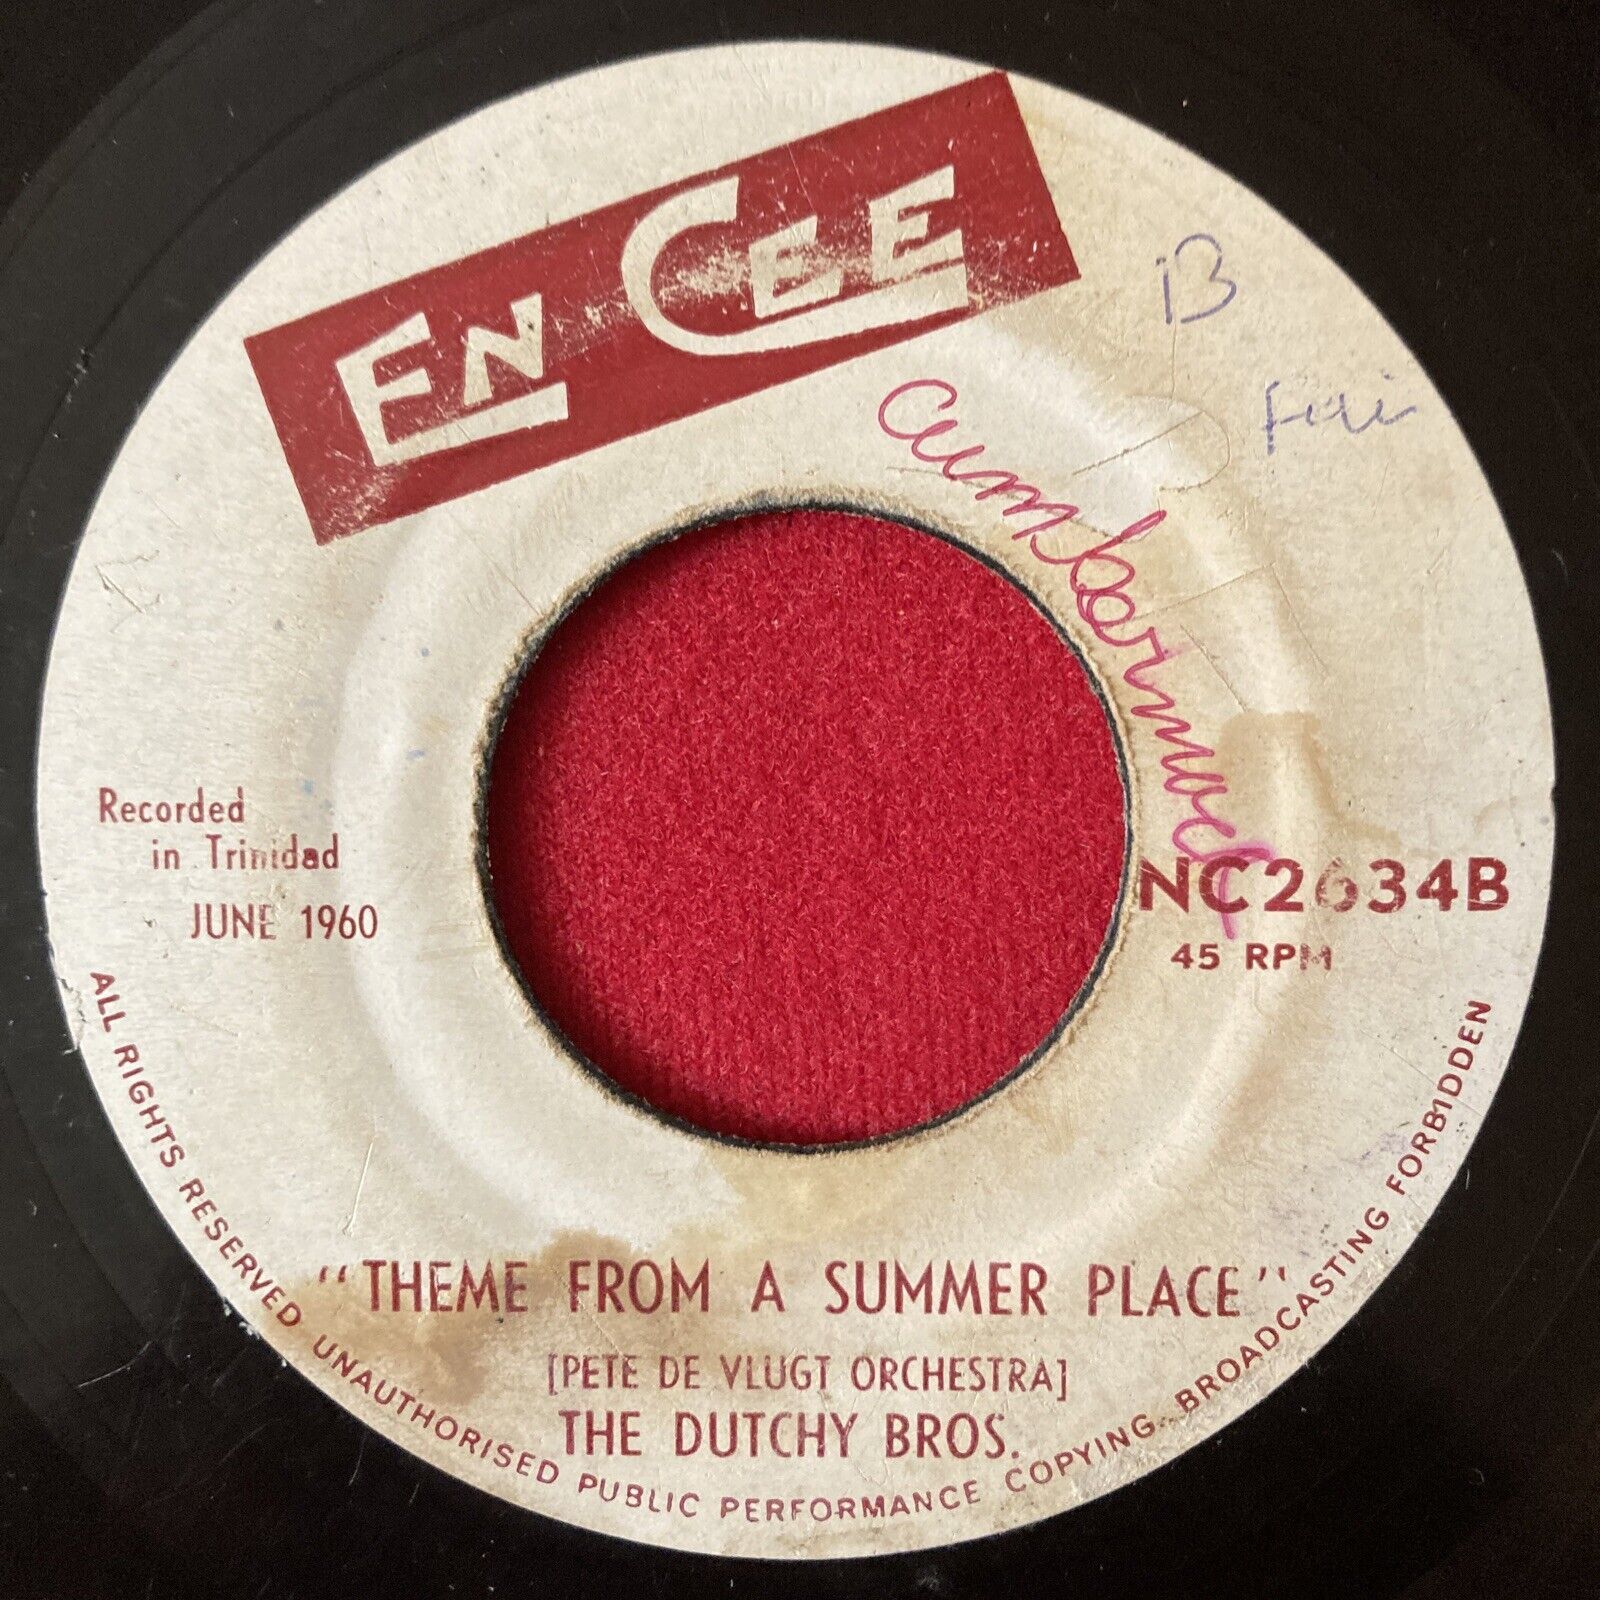 EN CEE
B
Recorded
in Trinidad
JUNE 1960
NC2634B
45 RPM
"THEME FROM A SUMMER PLACE"
[PETE DE VLUGT ORCHESTRA]
THE DUTCHY BROS.
ALL RIGHTS RESERVED UNAUTHORISED PUBLIC PERFORMANCE COPYING. BROADCASTING FORBIDDEN